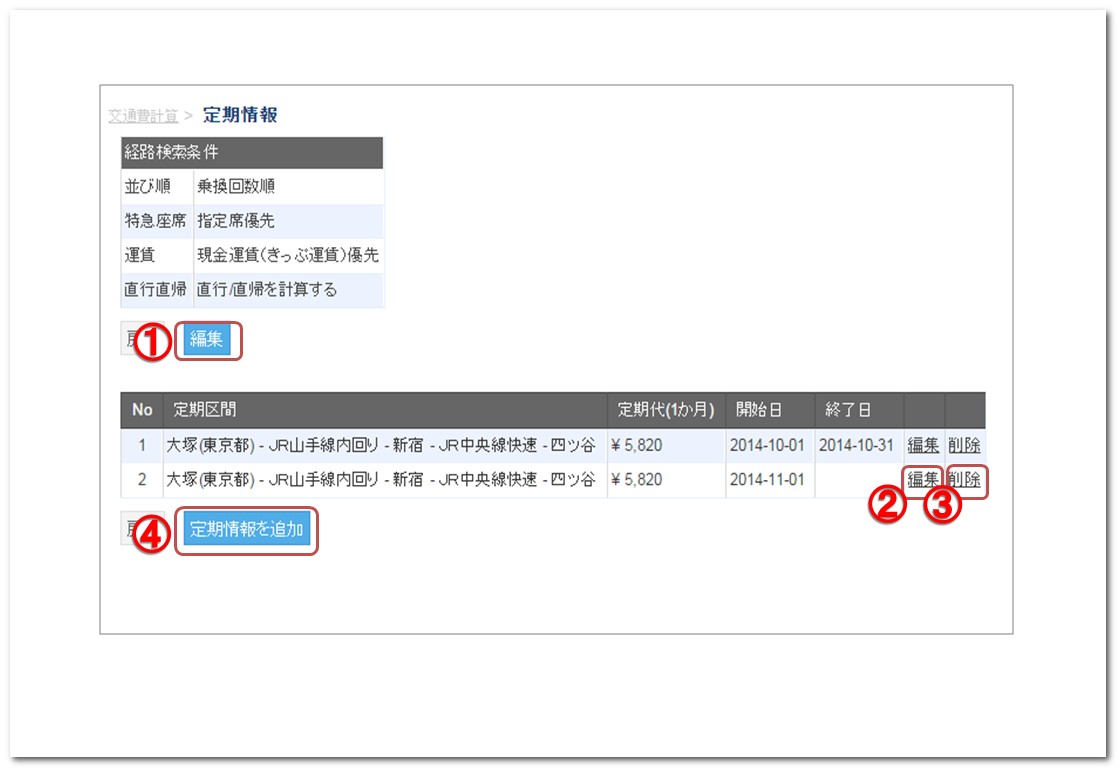 交通費計算 > 定期情報
経路検索条件
並び順 乗換回数順
特急座席 指定席優先
運賃 現金運賃(きっぷ運賃)優先
直行直帰 直行/直帰を計算する
① 編集
No 定期区間 定期代(1か月) 開始日 終了日
1 大塚(東京都) - JR山手線内回り - 新宿 - JR中央線快速 - 四ツ谷 ¥ 5,820 2014-10-01 2014-10-31 編集 削除
2 大塚(東京都) - JR山手線内回り - 新宿 - JR中央線快速 - 四ツ谷 ¥ 5,820 2014-11-01 編集 削除
② ③
④ 定期情報を追加